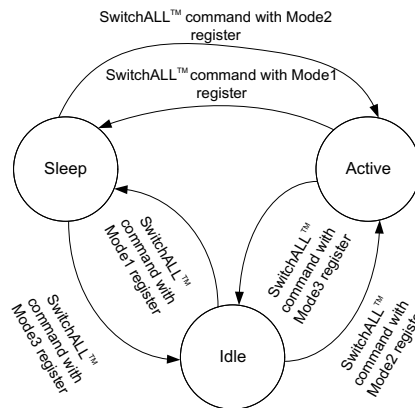 SwitchALL™ command with Mode2
register
SwitchALL™ command with Mode1
register
Sleep
Active
SwitchALL™
command with
Mode1 register
SwitchALL™
command with
Mode3 register
SwitchALL™
command with
Mode3 register
SwitchALL™
command with
Mode2 register
Idle